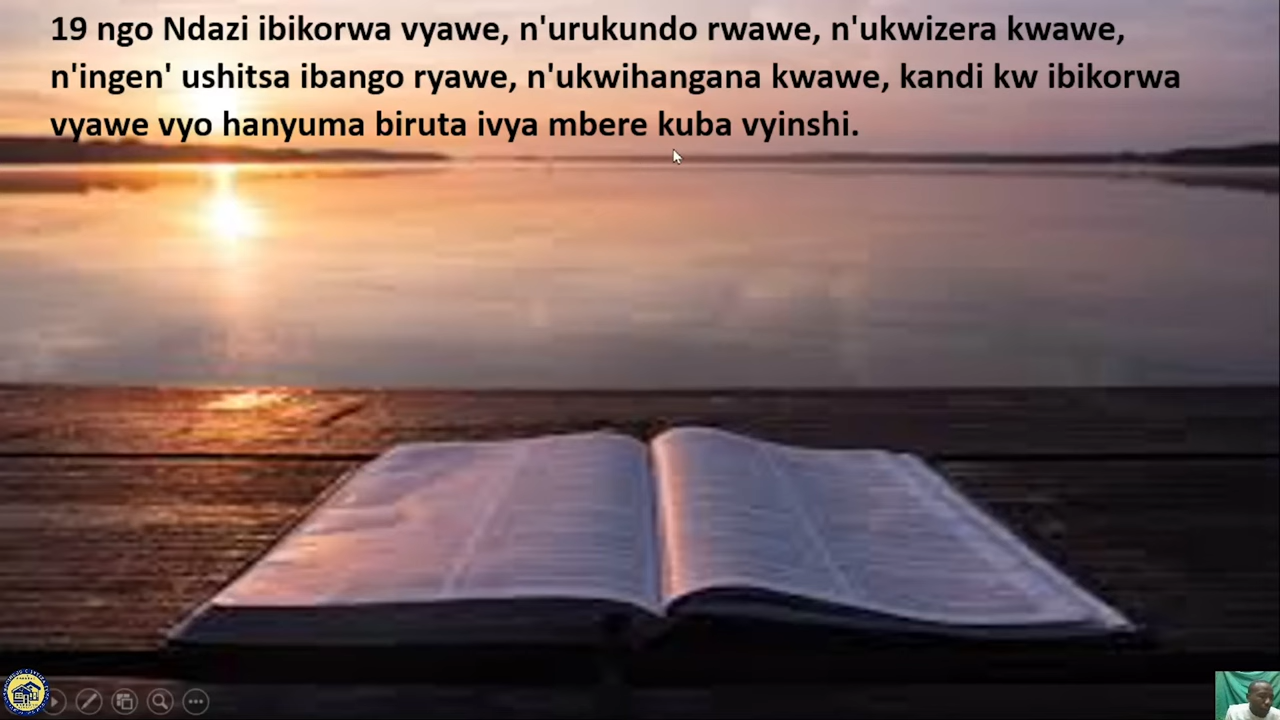 19 ngo Ndazi ibikorwa vyawe, n'urukundo rwawe, n'ukwizera kwawe,
n'ingen' ushitsa ibango ryawe, n'ukwihangana kwawe, kandi kw ibikorwa
vyawe vyo hanyuma biruta ivya mbere kuba vyinshi.